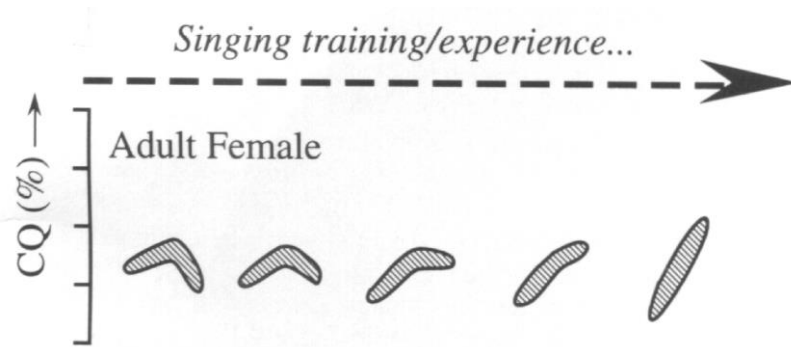 Singing training/experience...
Adult Female
CQ (%) →